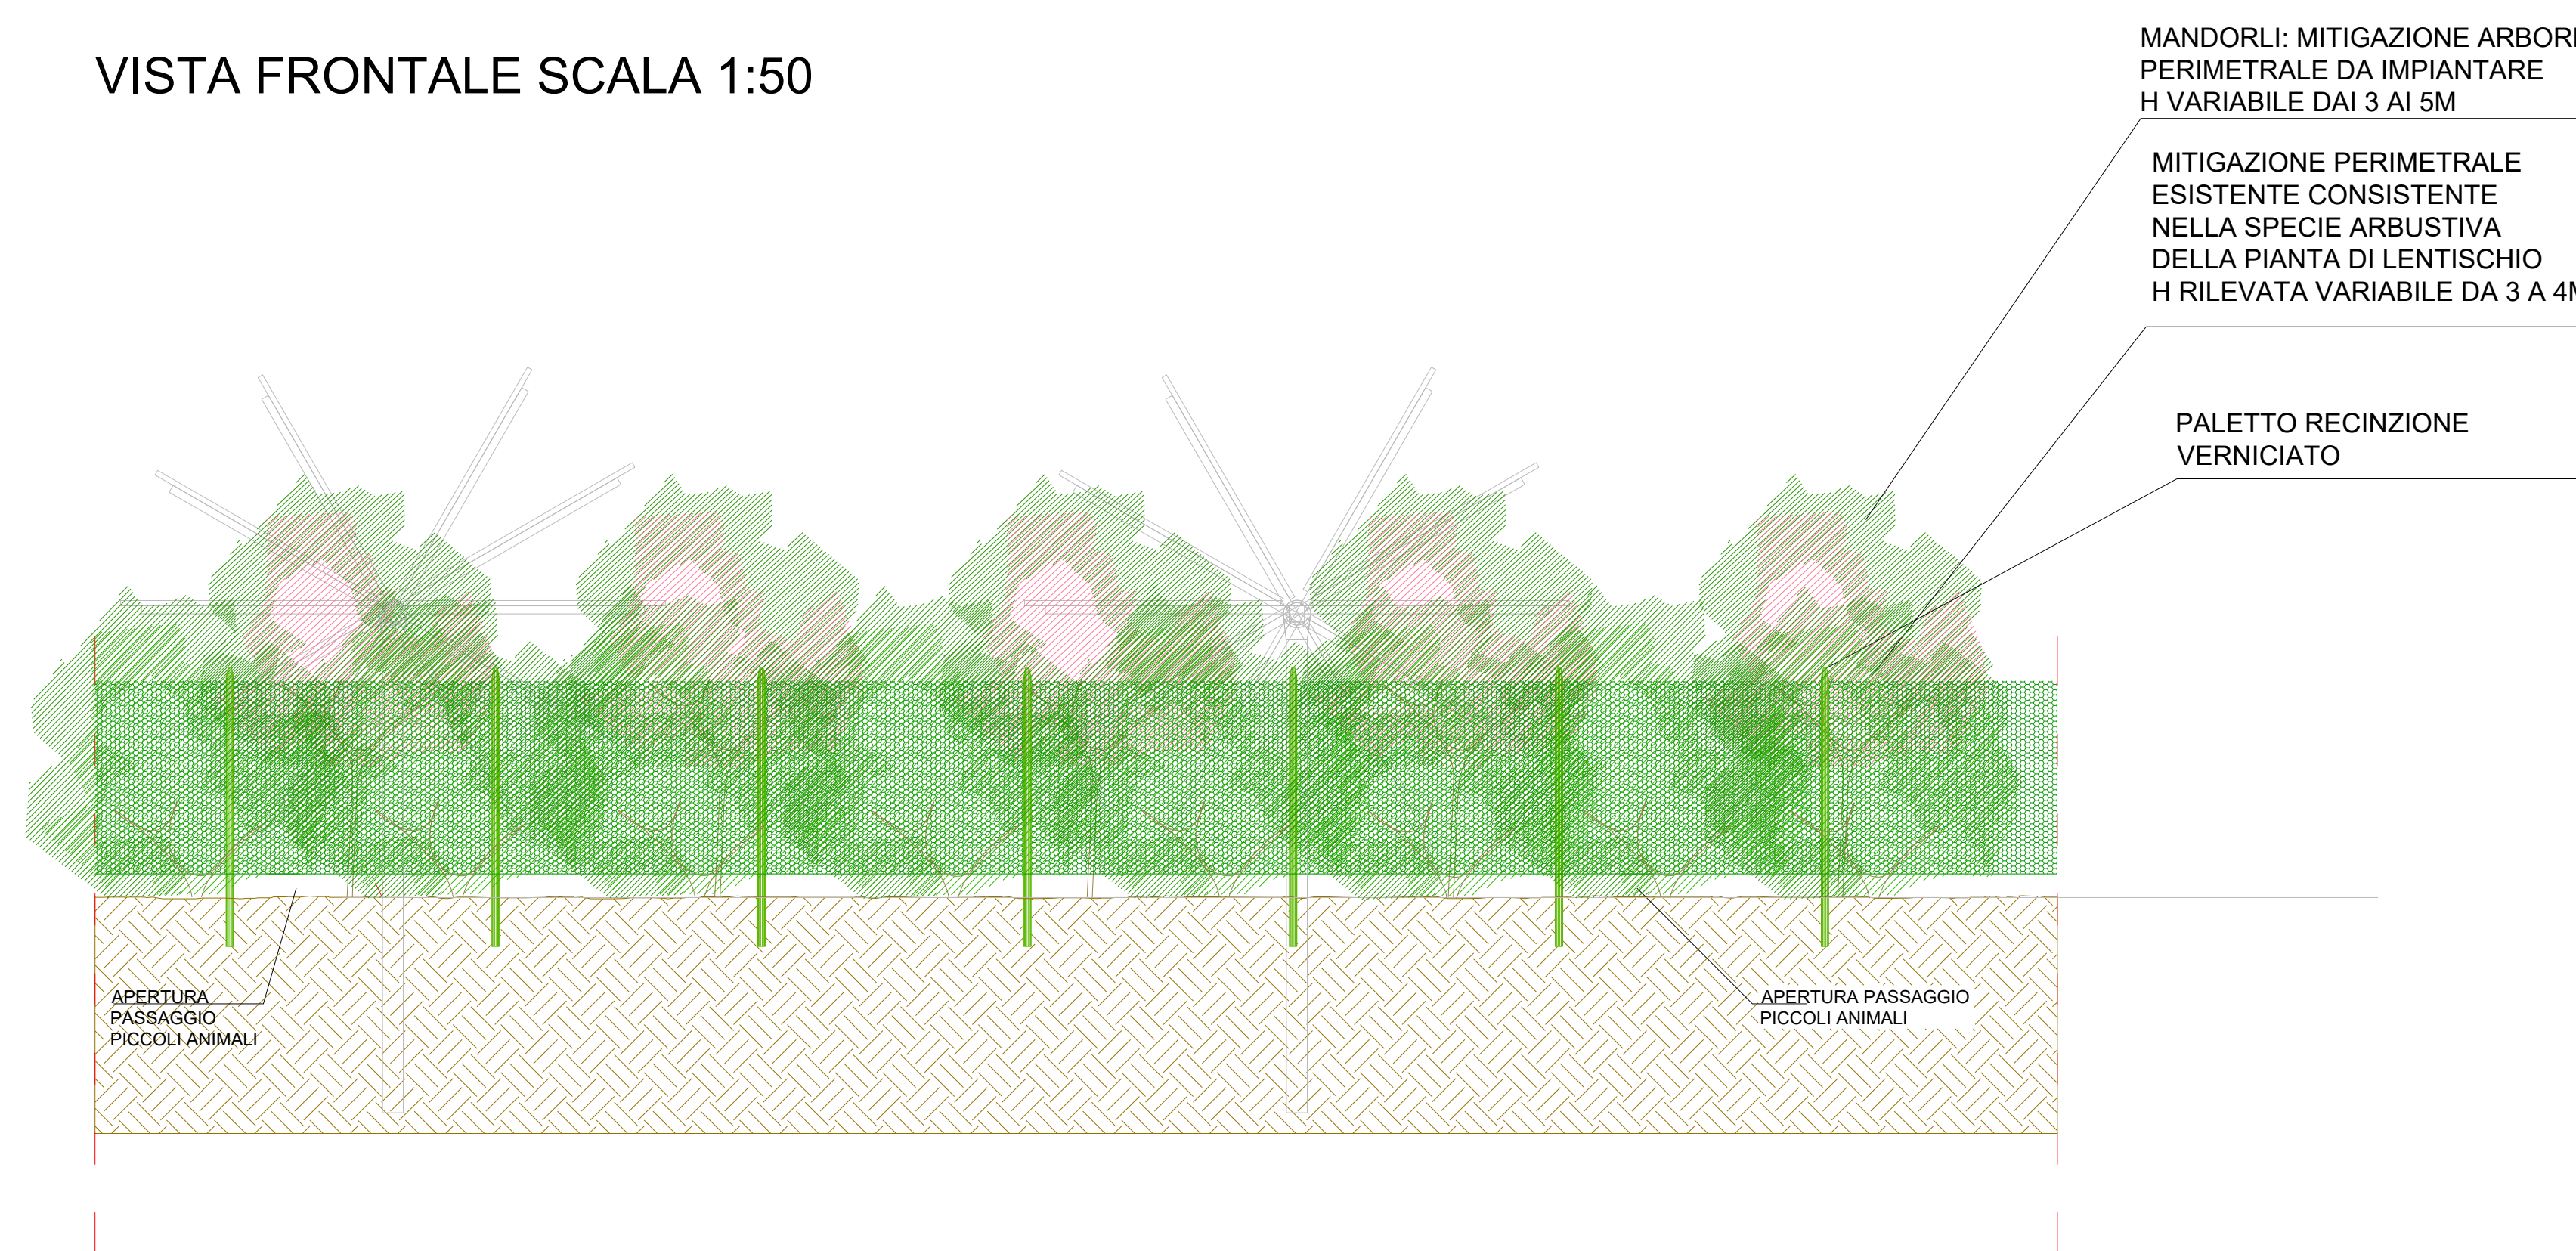 VISTA FRONTALE SCALA 1:50
MANDORLI: MITIGAZIONE
PERIMETRALE DA IMPIANTARE
H VARIABILE DAI 3 AI 5M
MITIGAZIONE PERIMETRALE
ESISTENTE CONSISTENTE
NELLA SPECIE ARBUSTIVA
DELLA PIANTA DI LENTISCHIO
H RILEVATA VARIABILE DA 3 A
PALETTO RECINZIONE
VERNICIATO
APERTURA
PASSAGGIO
PICCOLI ANIMALI
APERTURA PASSAGGIO
PICCOLI ANIMALI